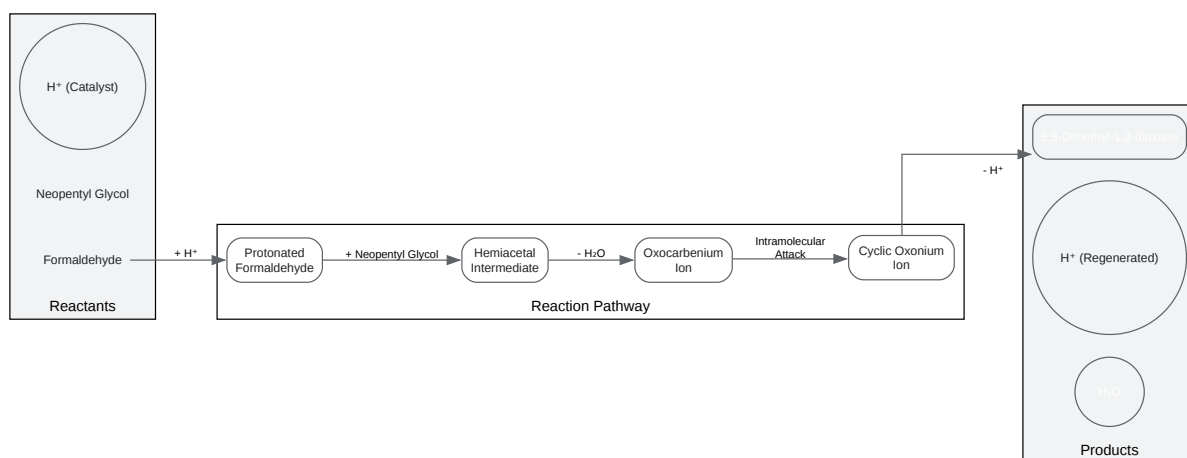 H⁺ (Catalyst)
Neopentyl Glycol
Formaldehyde
Reactants
+ H⁺
Protonated
Formaldehyde
+ Neopentyl Glycol
Hemiacetal
Intermediate
- H₂O
Oxocarbenium
Ion
Intramolecular
Attack
Cyclic Oxonium
Ion
Reaction Pathway
- H⁺
5,5-Dimethyl-1,3-dioxane
H⁺ (Regenerated)
H₂O
Products